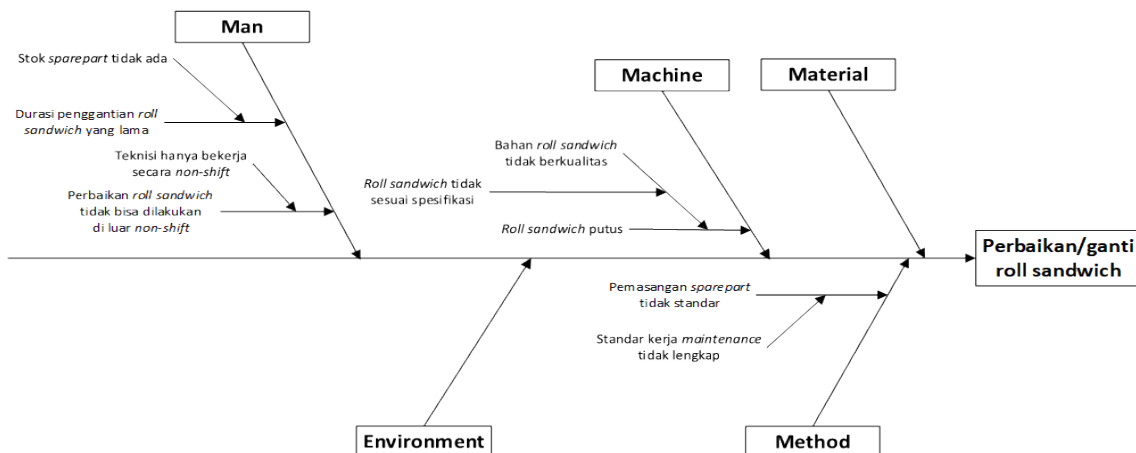 Man
Stok sparepart tidak ada
Durasi penggantian roll
sandwich yang lama
Teknisi hanya bekerja
secara non-shift
Perbaikan roll sandwich
tidak bisa dilakukan
di luar non-shift
Machine
Bahan roll sandwich
tidak berkualitas
Roll sandwich tidak
sesuai spesifikasi
Roll sandwich putus
Material
Perbaikan/ganti
roll sandwich
Pemasangan sparepart
tidak standar
Standar kerja maintenance
tidak lengkap
Environment
Method